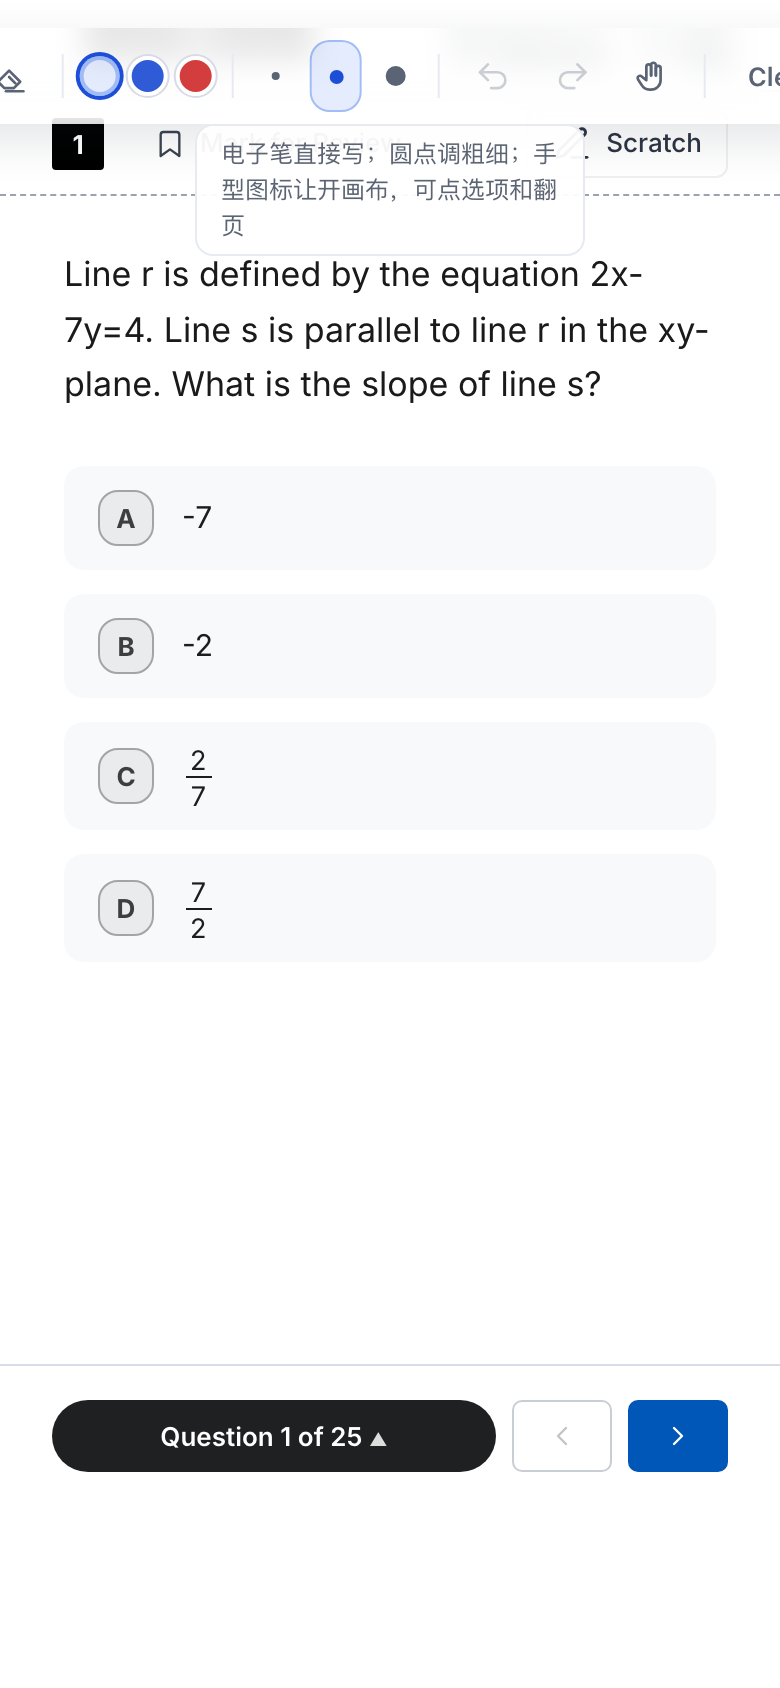 Cle
1
Scratch
电子笔直接写；圆点调粗细；手
型图标让开画布，可点选项和翻
页
Line r is defined by the equation 2x-
7y=4. Line s is parallel to line r in the xy-
plane. What is the slope of line s?
A -7
B -2
C 2/7
D 7/2
Question 1 of 25 ▲